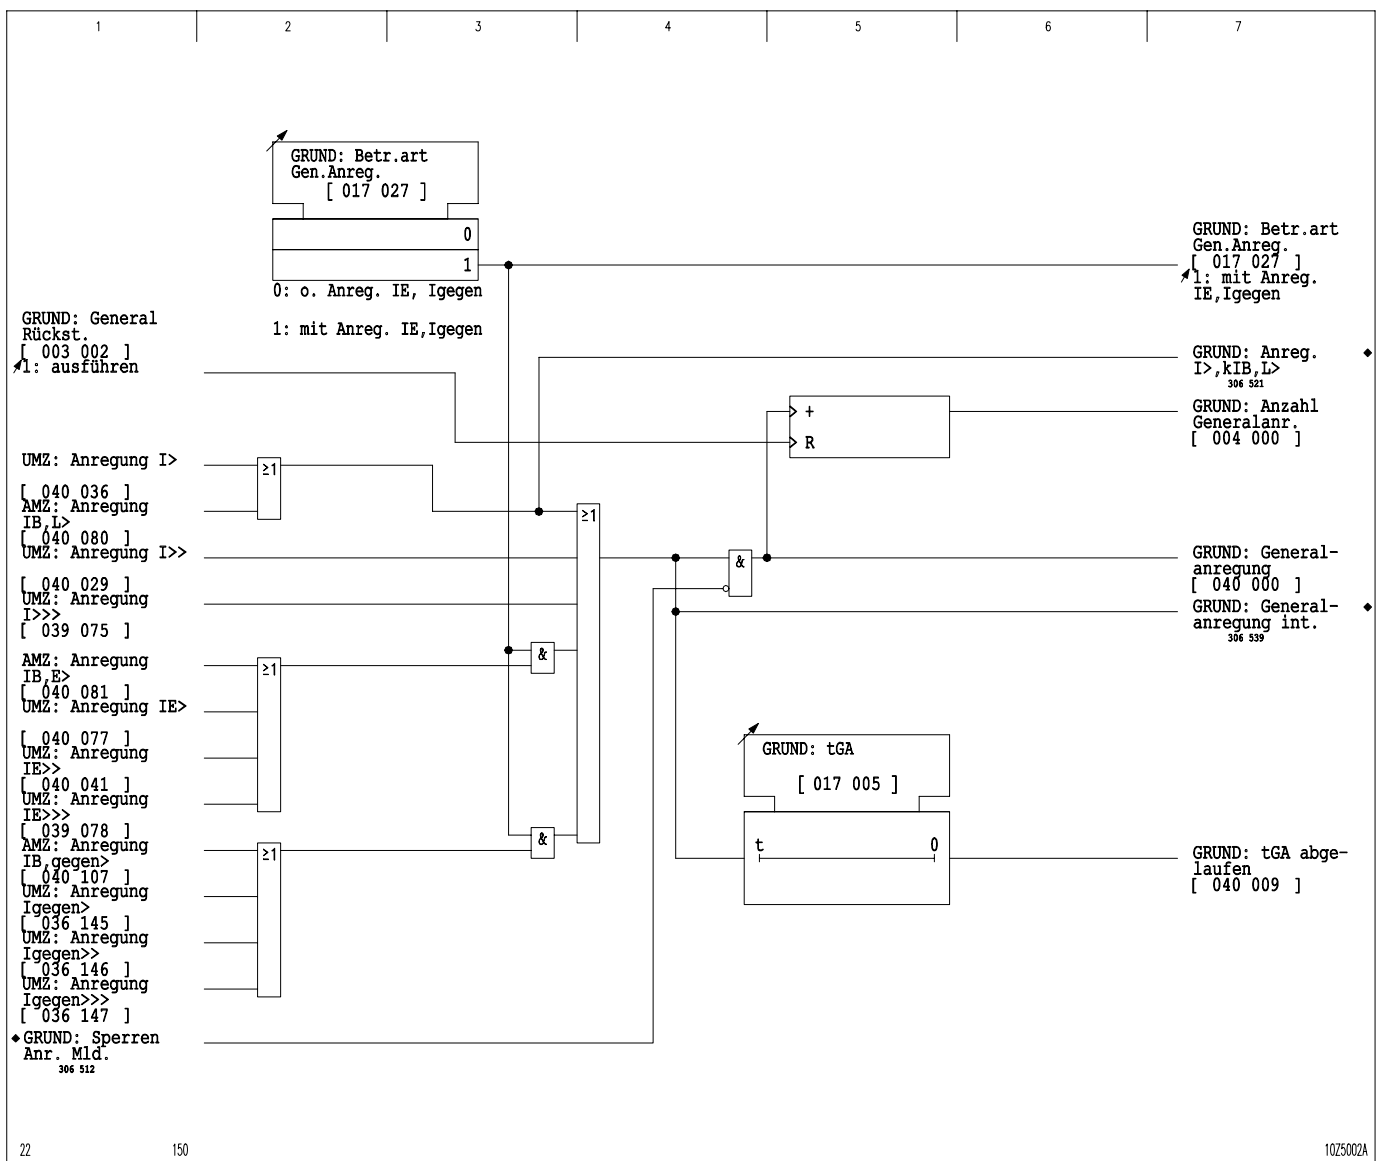 1 2 3 4 5 6 7
GRUND: Betr.art
Gen.Anreg.
[ 017 027 ]
0
1
0: o. Anreg. IE, Igegen
1: mit Anreg. IE,Igegen
GRUND: Betr.art
Gen.Anreg.
[ 017 027 ]
1: mit Anreg.
IE,Igegen
GRUND: General
Rückst.
[ 003 002 ]
1: ausführen
GRUND: Anreg.
I>,kIB,L>
306 521
+
R
GRUND: Anzahl
Generalanr.
[ 004 000 ]
UMZ: Anregung I>
[ 040 036 ]
AMZ: Anregung
IB,L>
[ 040 080 ]
UMZ: Anregung I>>
[ 040 029 ]
UMZ: Anregung
I>>>
[ 039 075 ]
≥1
≥1
&
GRUND: General-
anregung
[ 040 000 ]
GRUND: General-
anregung int.
306 539
AMZ: Anregung
IB,E>
[ 040 081 ]
UMZ: Anregung IE>
[ 040 077 ]
UMZ: Anregung
IE>>
[ 040 041 ]
UMZ: Anregung
IE>>>
[ 039 078 ]
≥1
&
GRUND: tGA
[ 017 005 ]
t 0
GRUND: tGA abge-
laufen
[ 040 009 ]
AMZ: Anregung
IB,gegen>
[ 040 107 ]
UMZ: Anregung
Igegen>
[ 036 145 ]
UMZ: Anregung
Igegen>>
[ 036 146 ]
UMZ: Anregung
Igegen>>>
[ 036 147 ]
≥1
&
GRUND: Sperren
Anr. Mld.
306 512
22 150 10Z5002A